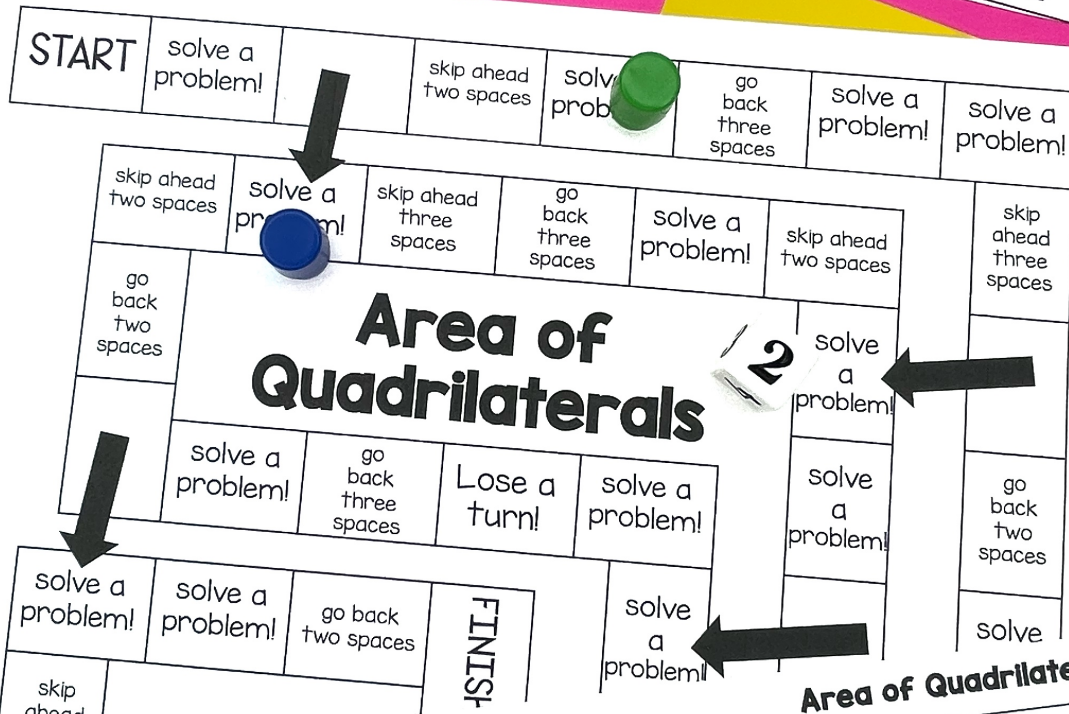 START
solve a
problem!
skip ahead
two spaces
solv
prob
go
back
three
spaces
solve a
problem!
solve a
problem!
skip ahead
two spaces
solve a
pr m!
skip ahead
three
spaces
go
back
three
spaces
solve a
problem!
skip ahead
two spaces
skip
ahead
three
spaces
go
back
two
spaces
Area of
Quadrilaterals
2
solve
a
problem!
solve a
problem!
go
back
three
spaces
Lose a
turn!
solve a
problem!
solve
a
problem!
go
back
two
spaces
solve a
problem!
solve a
problem!
go back
two spaces
FINISH
solve
a
problem!
solve
skip
ahead
Area of Quadrilate